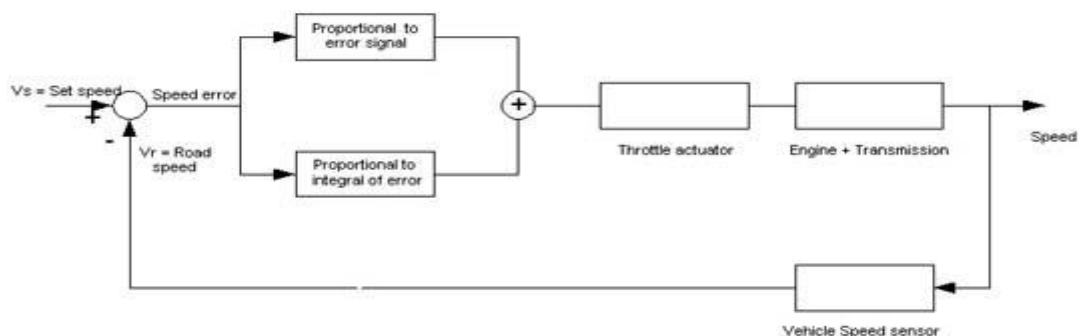 Proportional to
error signal
Vs = Set speed
+
-
Speed error
Vr = Road
speed
Proportional to
integral of error
+
Throttle actuator
Engine + Transmission
Speed
Vehicle Speed sensor